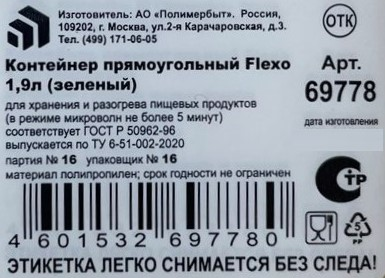 Изготовитель: АО «Полимербыт». Россия,
109202, г. Москва, ул.2-я Карачаровская, д.3.
Тел. (499) 171-06-05
ОТК
Контейнер прямоугольный Flexo
1,9л (зеленый)
Арт.
69778
для хранения и разогрева пищевых продуктов
(в режиме микроволн не более 5 минут)
соответствует ГОСТ Р 50962-96
выпускается по ТУ 6-51-002-2020
дата изготовления
партия № 16 упаковщик № 16
материал полипропилен; срок годности не ограничен
СТР
5
PP
4 601532 697780
ЭТИКЕТКА ЛЕГКО СНИМАЕТСЯ БЕЗ СЛЕДА!